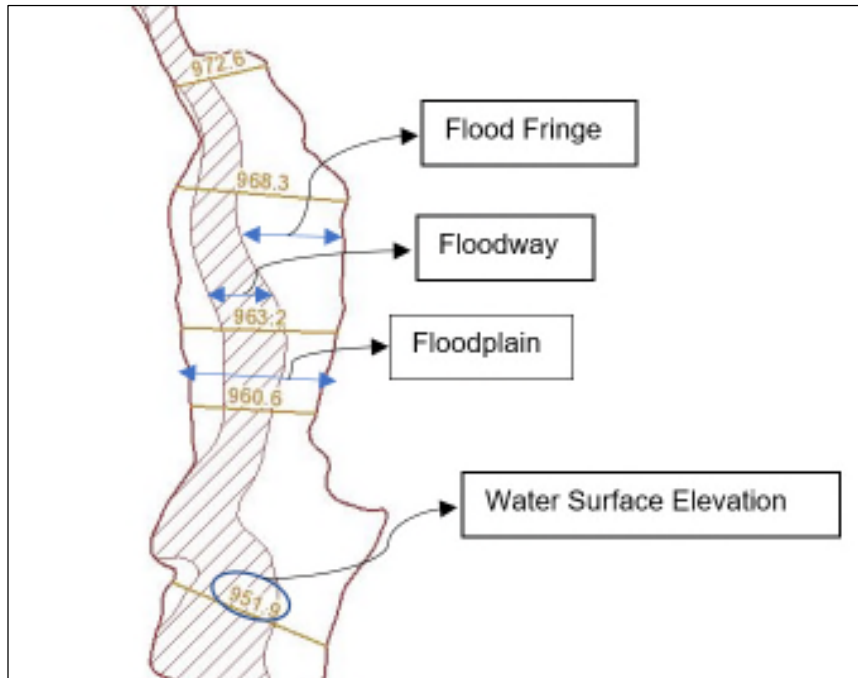 972.6
Flood Fringe
968.3
Floodway
963.2
Floodplain
960.6
Water Surface Elevation
951.9